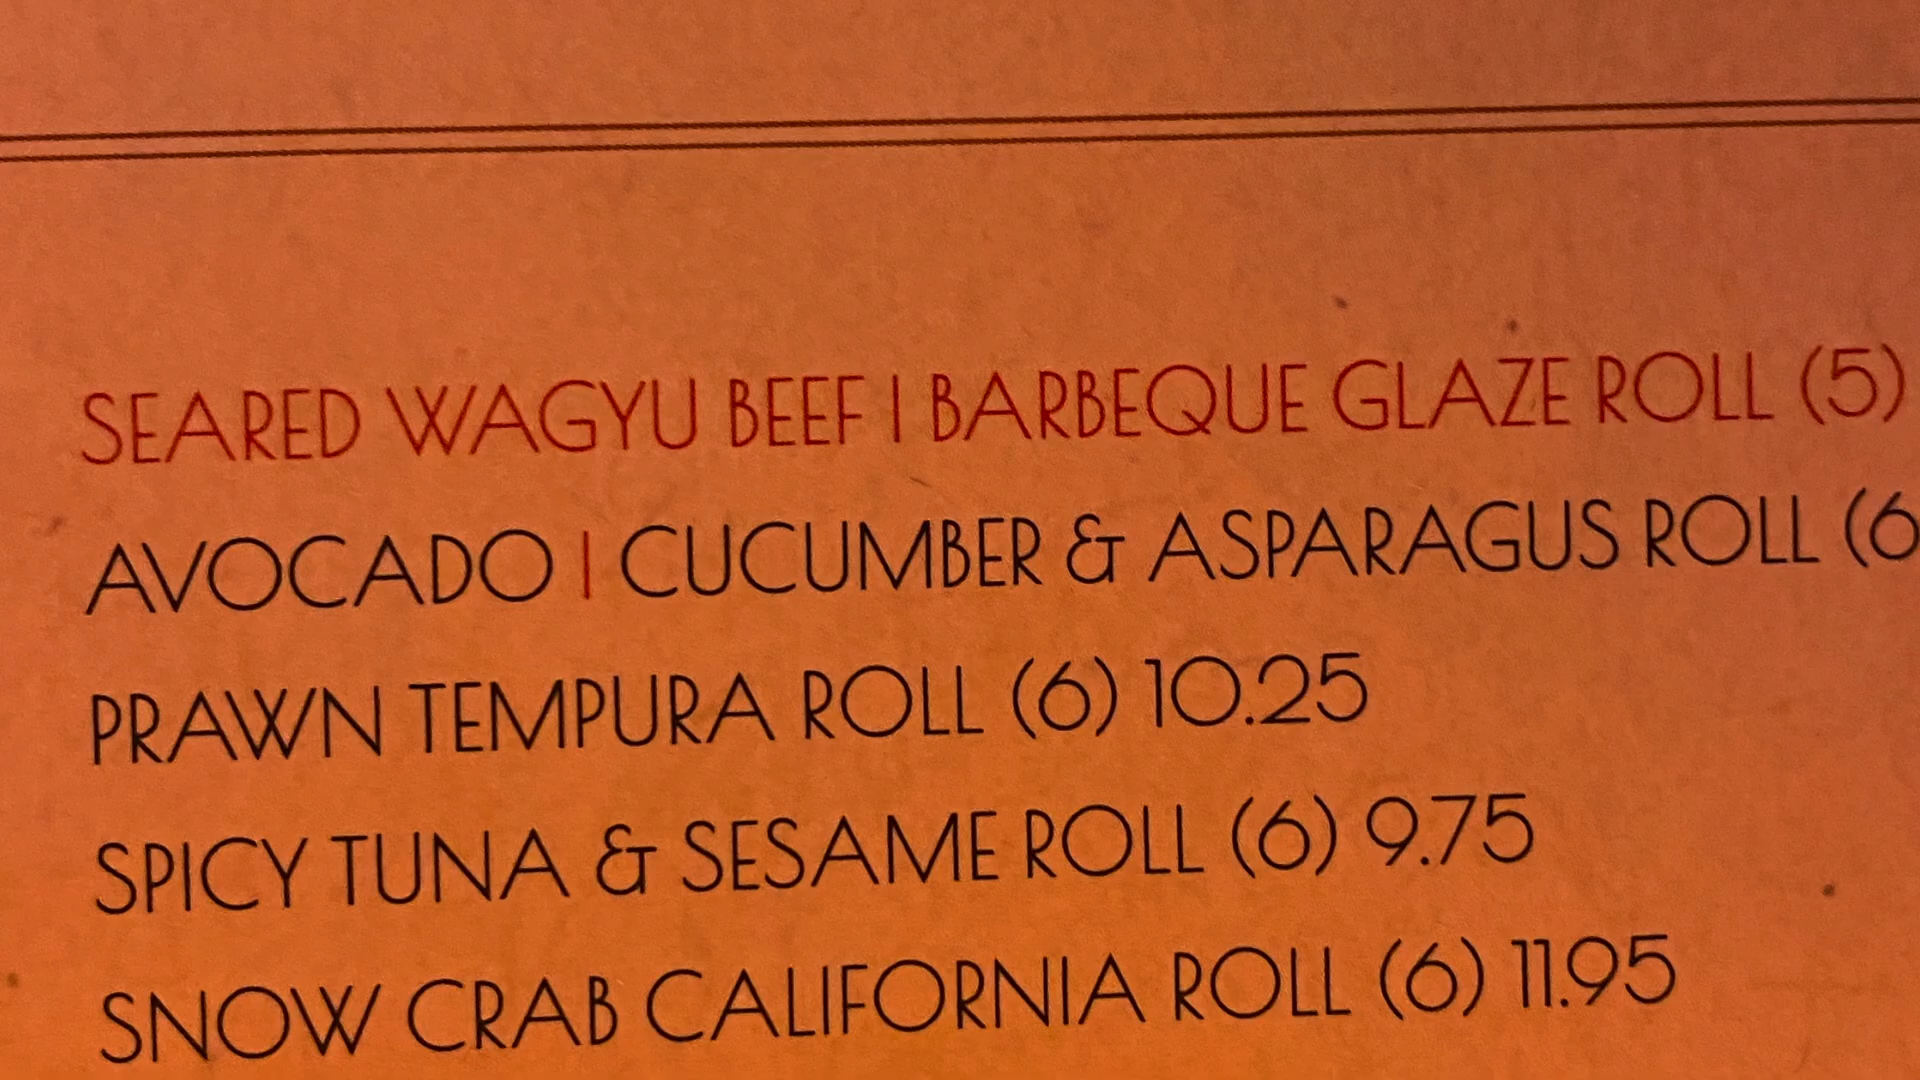 SEARED WAGYU BEEF | BARBEQUE GLAZE ROLL (5)
AVOCADO | CUCUMBER & ASPARAGUS ROLL (6
PRAWN TEMPURA ROLL (6) 10.25
SPICY TUNA & SESAME ROLL (6) 9.75
SNOW CRAB CALIFORNIA ROLL (6) 11.95